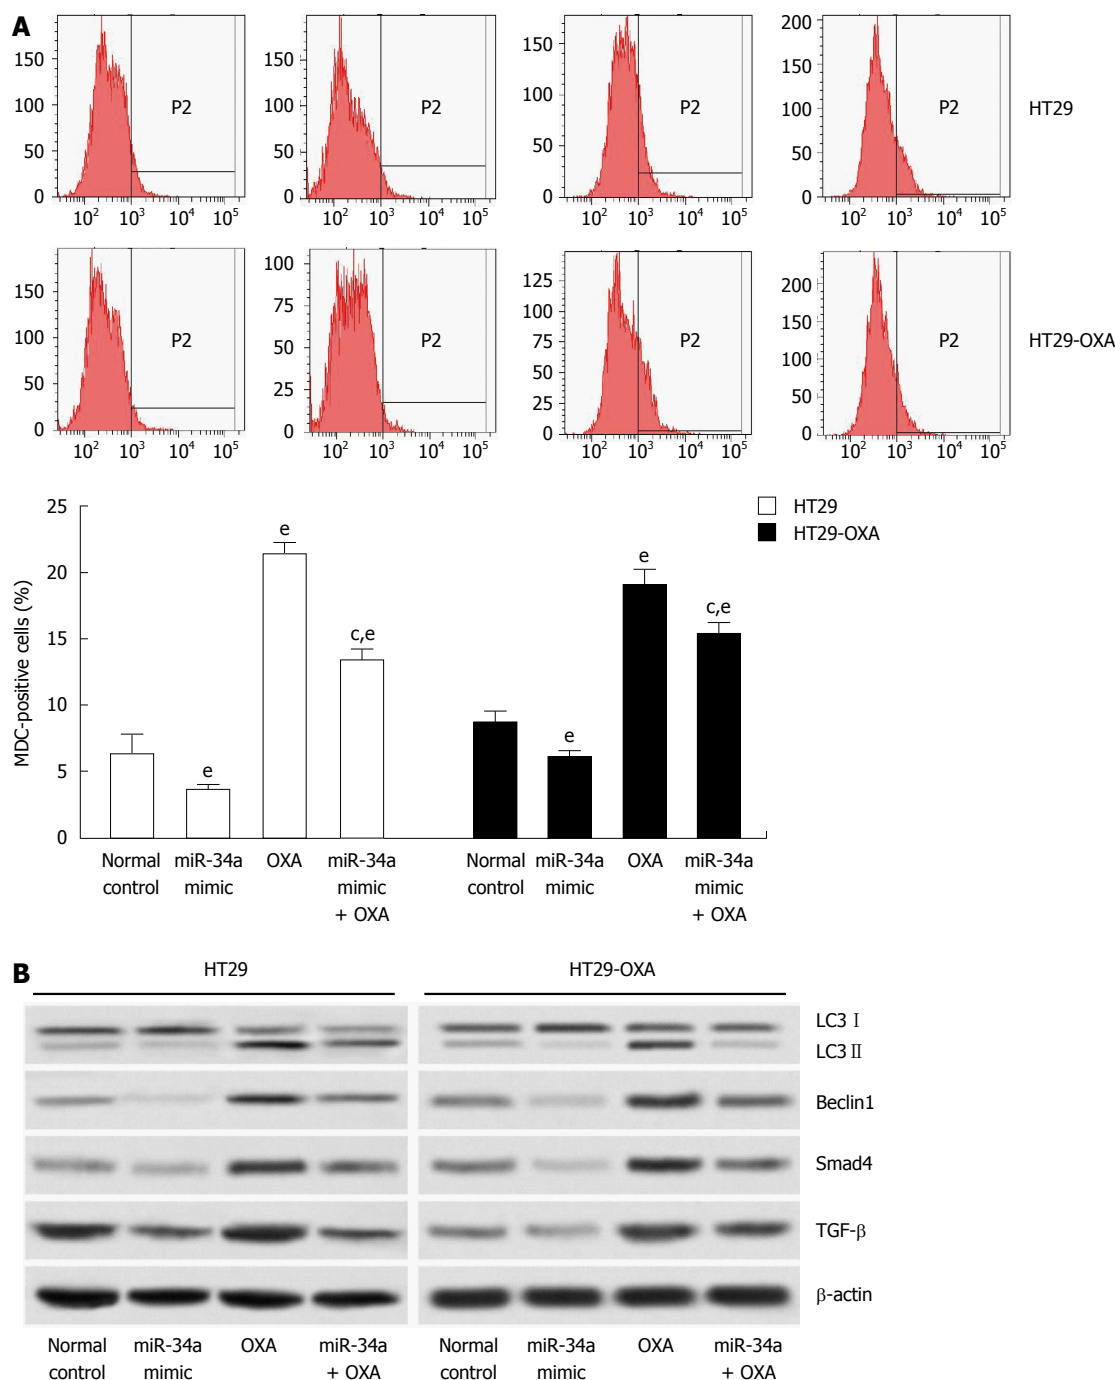 A
150
100
50
0
P2
10² 10³ 10⁴ 10⁵
150
100
50
0
P2
10² 10³ 10⁴ 10⁵
150
100
50
0
P2
10² 10³ 10⁴ 10⁵
200
150
100
50
0
P2
10² 10³ 10⁴ 10⁵
HT29
150
100
50
0
P2
10² 10³ 10⁴ 10⁵
100
75
50
25
0
P2
10² 10³ 10⁴ 10⁵
125
100
75
50
25
0
P2
10² 10³ 10⁴ 10⁵
200
150
100
50
0
P2
10² 10³ 10⁴ 10⁵
HT29-OXA
MDC-positive cells (%)
25
20
15
10
5
0
HT29
HT29-OXA
e
e
c,e
e
e
c,e
Normal control
miR-34a mimic
OXA
miR-34a mimic + OXA
Normal control
miR-34a mimic
OXA
miR-34a mimic + OXA
B
HT29
HT29-OXA
LC3 Ⅰ
LC3 Ⅱ
Beclin1
Smad4
TGF-β
β-actin
Normal control
miR-34a mimic
OXA
miR-34a + OXA
Normal control
miR-34a mimic
OXA
miR-34a + OXA